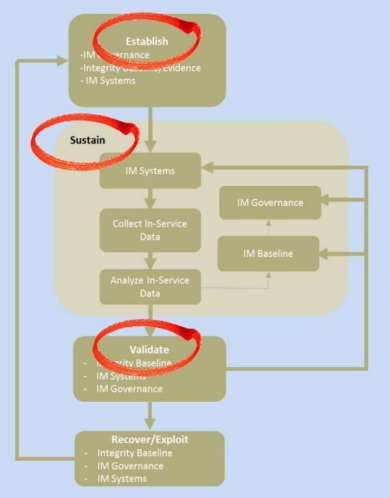 Establish
-IM Governance
-Integrity Baseline/Evidence
- IM Systems
Sustain
IM Systems
IM Governance
Collect In-Service
Data
IM Baseline
Analyze In-Service
Data
Validate
- Integrity Baseline
- IM Systems
- IM Governance
Recover/Exploit
- Integrity Baseline
- IM Governance
- IM Systems